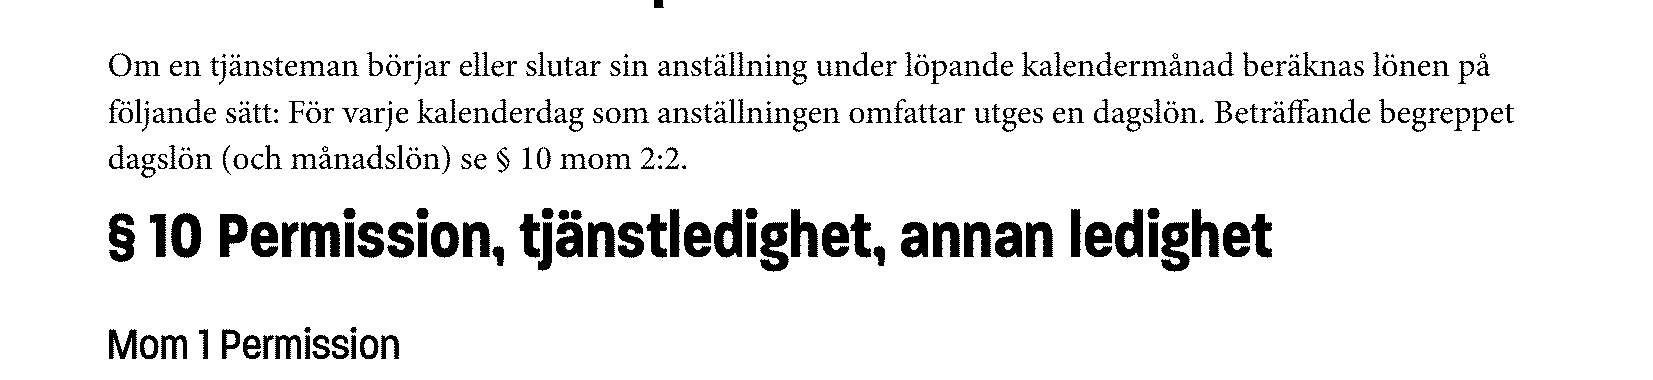 Om en tjänsteman börjar eller slutar sin anställning under löpande kalendermånad beräknas lönen på
följande sätt: För varje kalenderdag som anställningen omfattar utges en dagslön. Beträffande begreppet
dagslön (och månadslön) se § 10 mom 2:2.
§ 10 Permission, tjänstledighet, annan ledighet
Mom 1 Permission